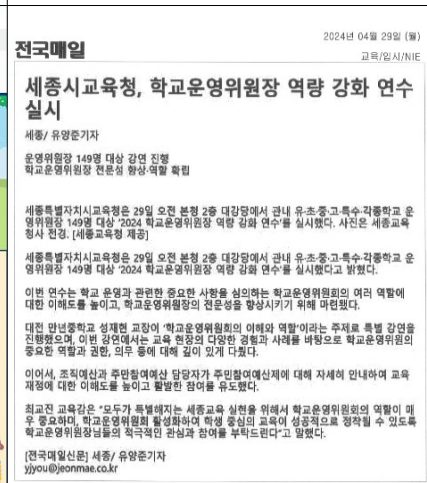 2024년 04월 29일 (월)
전국매일
교육/입시/NIE
세종시교육청, 학교운영위원장 역량 강화 연수
실시
세종/ 유양준기자
운영위원장 149명 대상 강연 진행
학교운영위원장 전문성 향상·역할 확립
세종특별자치시교육청은 29일 오전 본청 2층 대강당에서 관내 유·초·중·고·특수·각종학교 운
영위원장 149명 대상 '2024 학교운영위원장 역량 강화 연수'를 실시했다. 사진은 세종교육
청사 전경. [세종교육청 제공]
세종특별자치시교육청은 29일 오전 본청 2층 대강당에서 관내 유·초·중·고·특수·각종학교 운
영위원장 149명 대상 '2024 학교운영위원장 역량 강화 연수'를 실시했다고 밝혔다.
이번 연수는 학교 운영과 관련한 중요한 사항을 심의하는 학교운영위원회의 여러 역할에
대한 이해도를 높이고, 학교운영위원장의 전문성을 향상시키기 위해 마련됐다.
대전 만년중학교 성재현 교장이 '학교운영위원회의 이해와 역할'이라는 주제로 특별 강연을
진행했으며, 이번 강연에서는 교육 현장의 다양한 경험과 사례를 바탕으로 학교운영위원의
중요한 역할과 권한, 의무 등에 대해 깊이 있게 다뤘다.
이어서, 조직예산과 주민참여예산 담당자가 주민참여예산제에 대해 자세히 안내하여 교육
재정에 대한 이해도를 높이고 활발한 참여를 유도했다.
최교진 교육감은 "모두가 특별해지는 세종교육 실현을 위해서 학교운영위원회의 역할이 매
우 중요하며, 학교운영위원회 활성화하여 학생 중심의 교육이 성공적으로 정착될 수 있도록
학교운영위원장님들의 적극적인 관심과 참여를 부탁드린다"고 말했다.
[전국매일신문] 세종/ 유양준기자
yjyou@jeonmae.co.kr